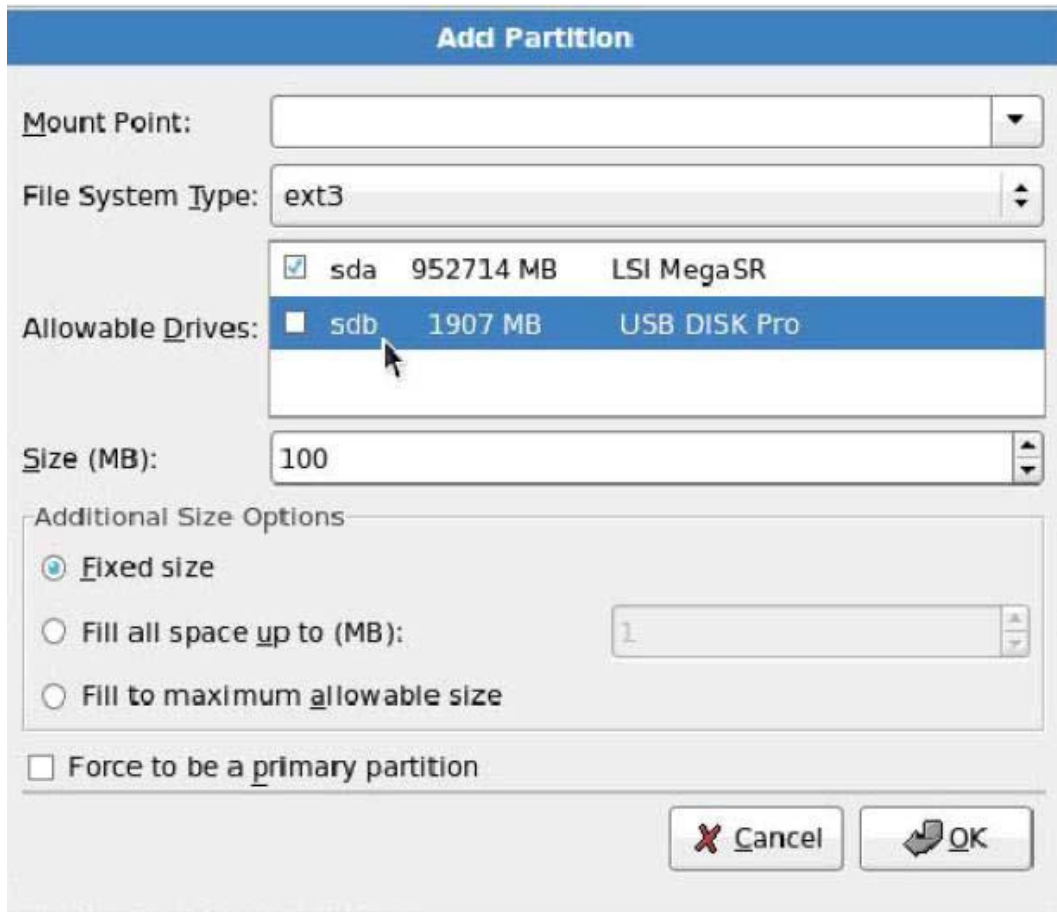 Add Partition
Mount Point:
File System Type: ext3
Allowable Drives:
sda 952714 MB LSI MegaSR
sdb 1907 MB USB DISK Pro
Size (MB): 100
Additional Size Options
Fixed size
Fill all space up to (MB): 1
Fill to maximum allowable size
Force to be a primary partition
Cancel OK